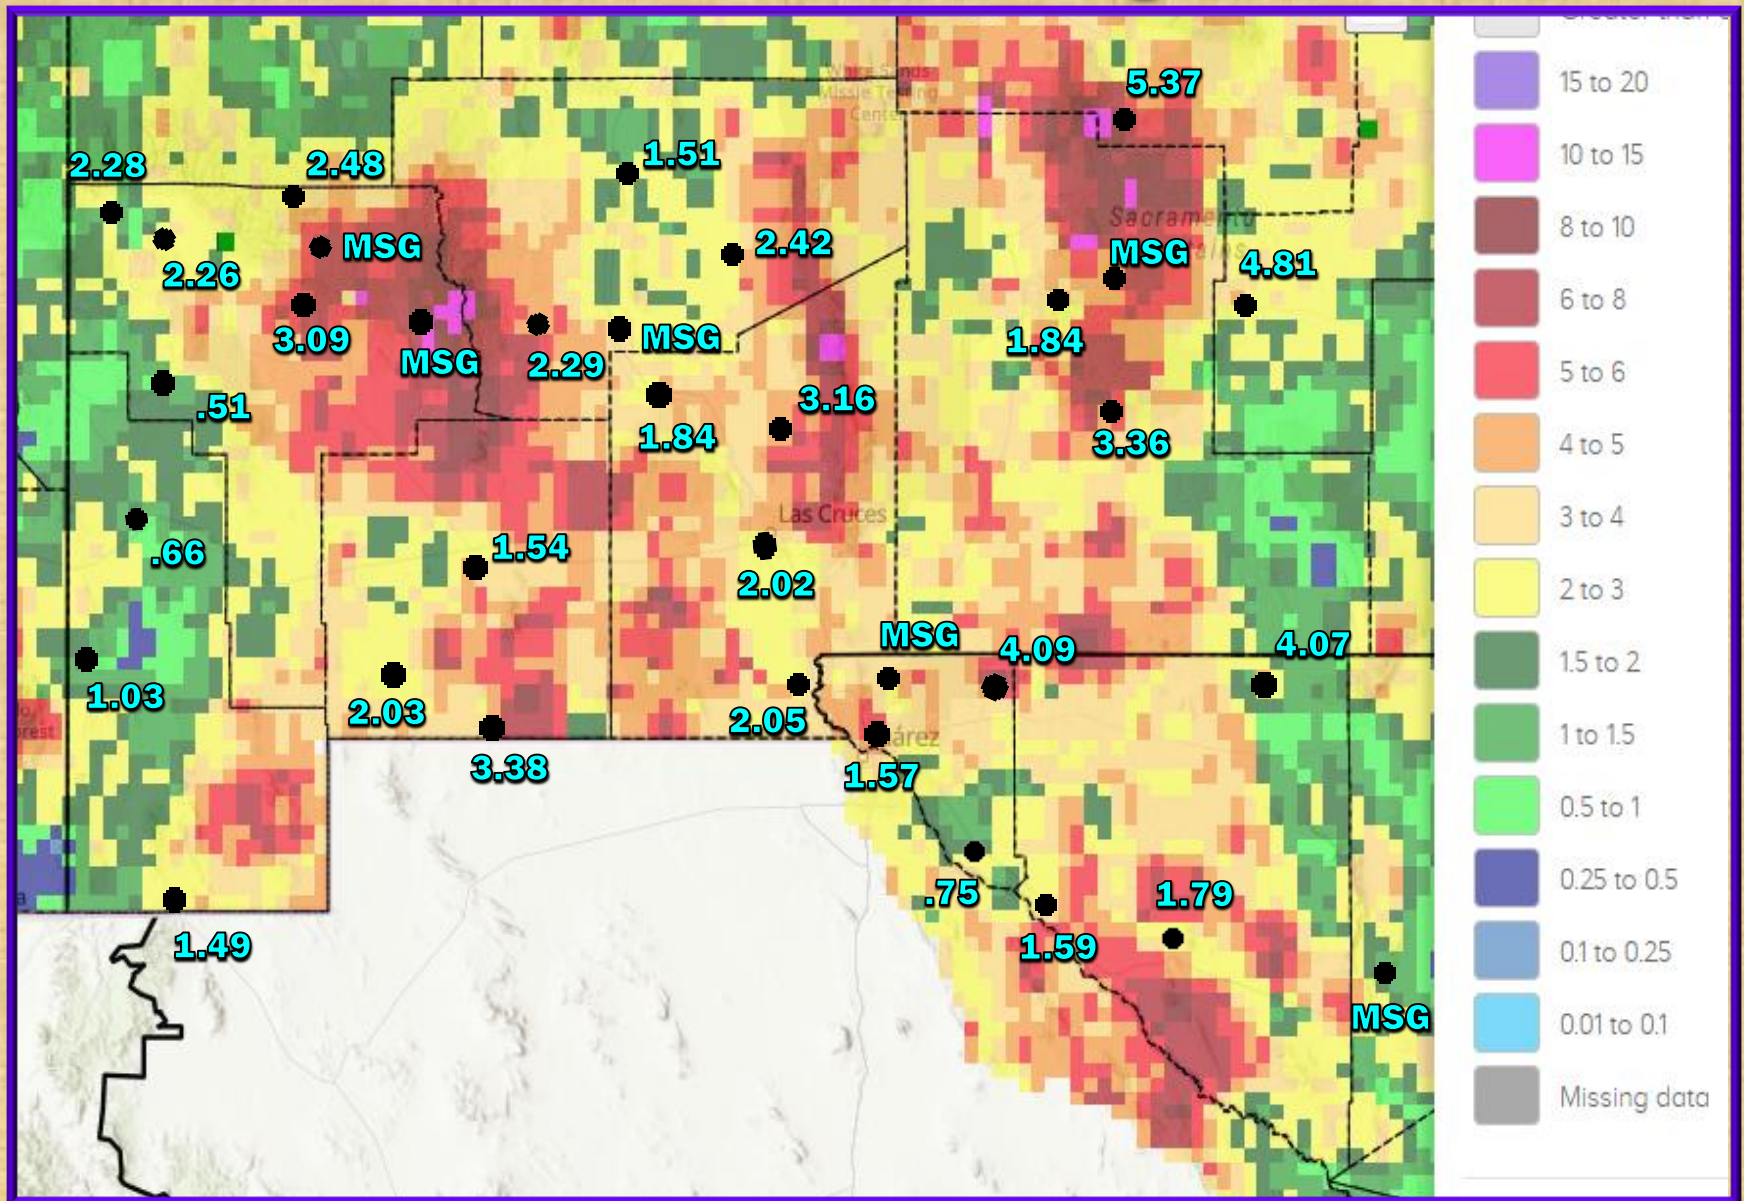 White Sands
Missle Testing
Center
5.37
2.28
2.48
1.51
MSG
2.42
2.26
Sacramento
MSG
4.81
3.09
MSG
2.29
MSG
1.84
.51
3.16
1.84
3.36
Las Cruces
.66
1.54
2.02
MSG
4.09
4.07
1.03
2.03
2.05
3.38
1.57
.75
1.79
1.59
1.49
MSG
15 to 20
10 to 15
8 to 10
6 to 8
5 to 6
4 to 5
3 to 4
2 to 3
1.5 to 2
1 to 1.5
0.5 to 1
0.25 to 0.5
0.1 to 0.25
0.01 to 0.1
Missing data